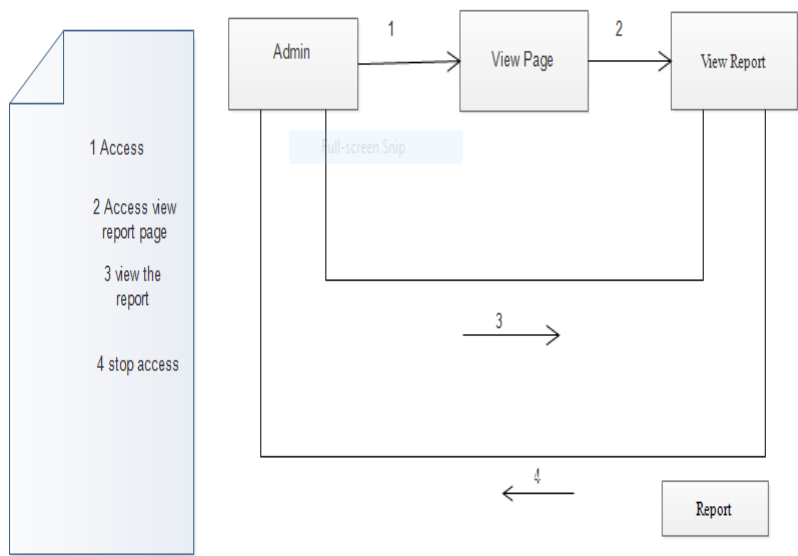 1 Access
2 Access view
report page
3 view the
report
4 stop access
Admin
1
View Page
2
View Report
Full-screen Snip
3
4
Report